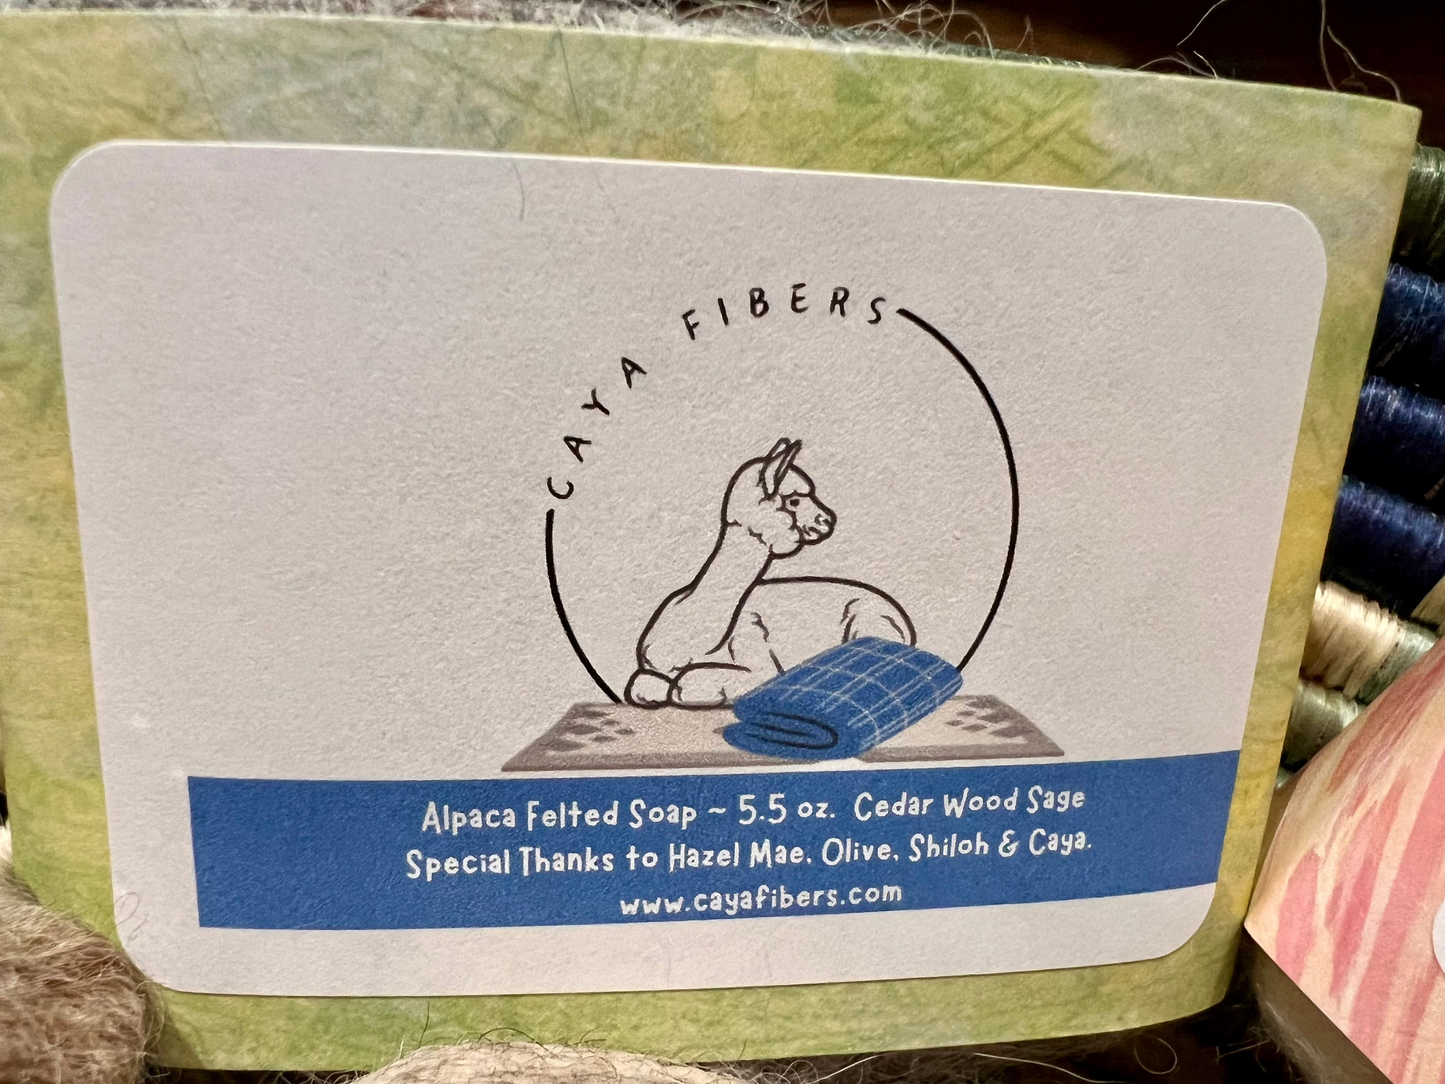 CAYA FIBERS
Alpaca Felted Soap ~ 5.5 oz. Cedar Wood Sage
Special Thanks to Hazel Mae, Olive, Shiloh & Caya.
www.cayafibers.com